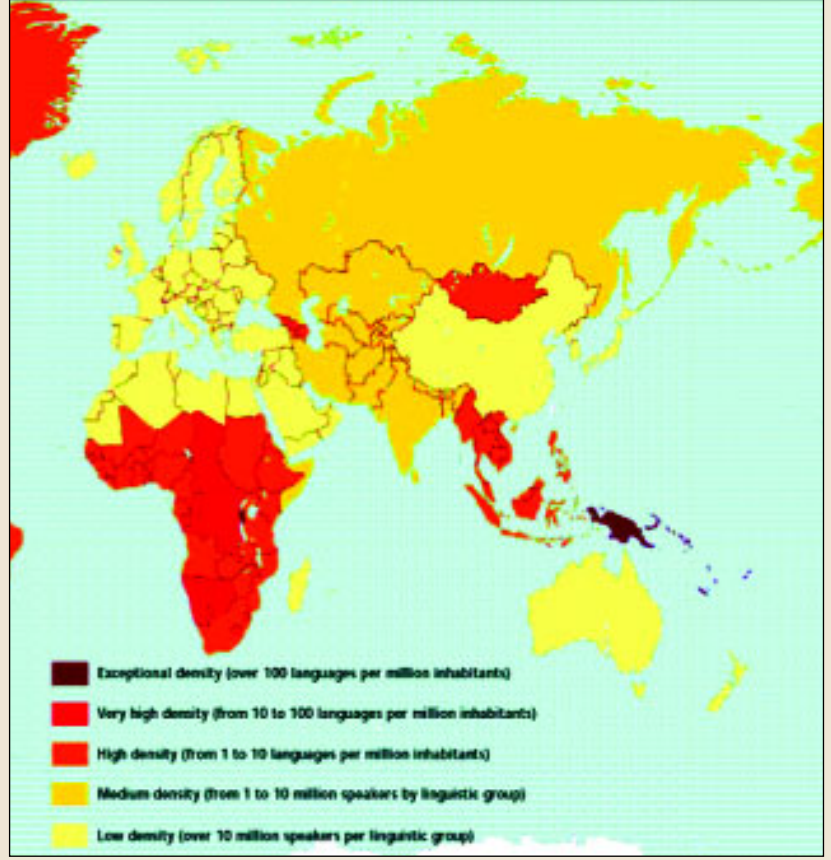 Exceptional density (over 100 languages per million inhabitants)
Very high density (from 10 to 100 languages per million inhabitants)
High density (from 1 to 10 languages per million inhabitants)
Medium density (from 1 to 10 million speakers by linguistic group)
Low density (over 10 million speakers per linguistic group)